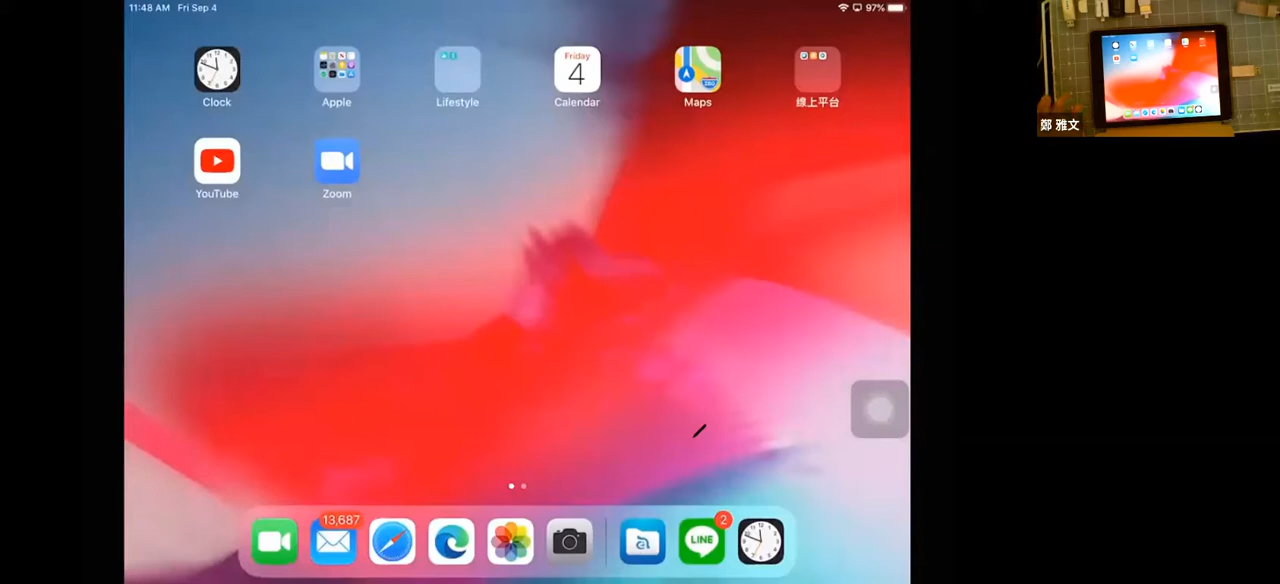 11:48 AM Fri Sep 4 97%
Clock Apple Lifestyle Friday 4 Calendar Maps 線上平台
YouTube Zoom
13,687 2
LINE
鄭 雅文